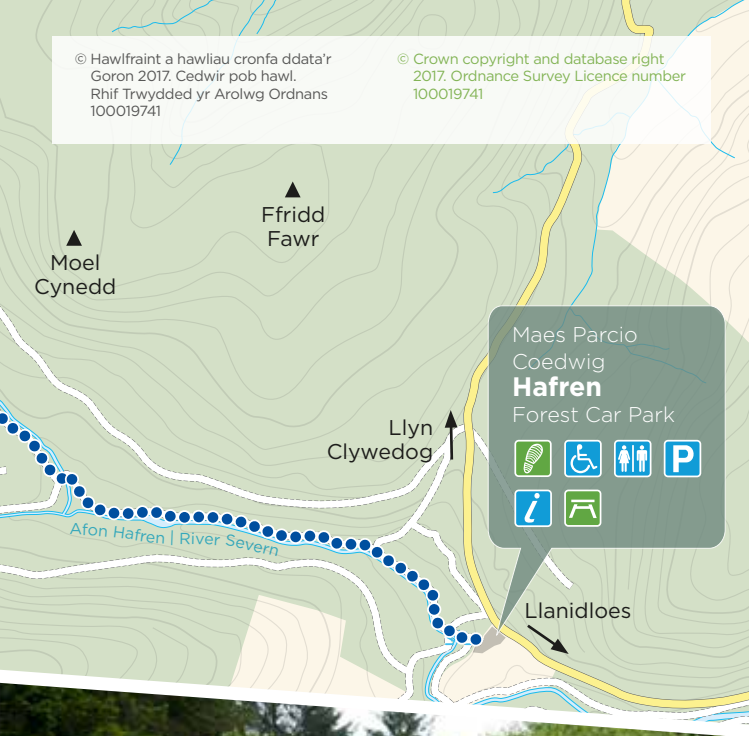 © Hawlfraint a hawliau cronfa ddata'r
Goron 2017. Cedwir pob hawl.
Rhif Trwydded yr Arolwg Ordnans
100019741
© Crown copyright and database right
2017. Ordnance Survey Licence number
100019741
Ffridd
Fawr
Moel
Cynedd
Maes Parcio
Coedwig
Hafren
Forest Car Park
P
i
Llyn
Clywedog
Afon Hafren | River Severn
Llanidloes